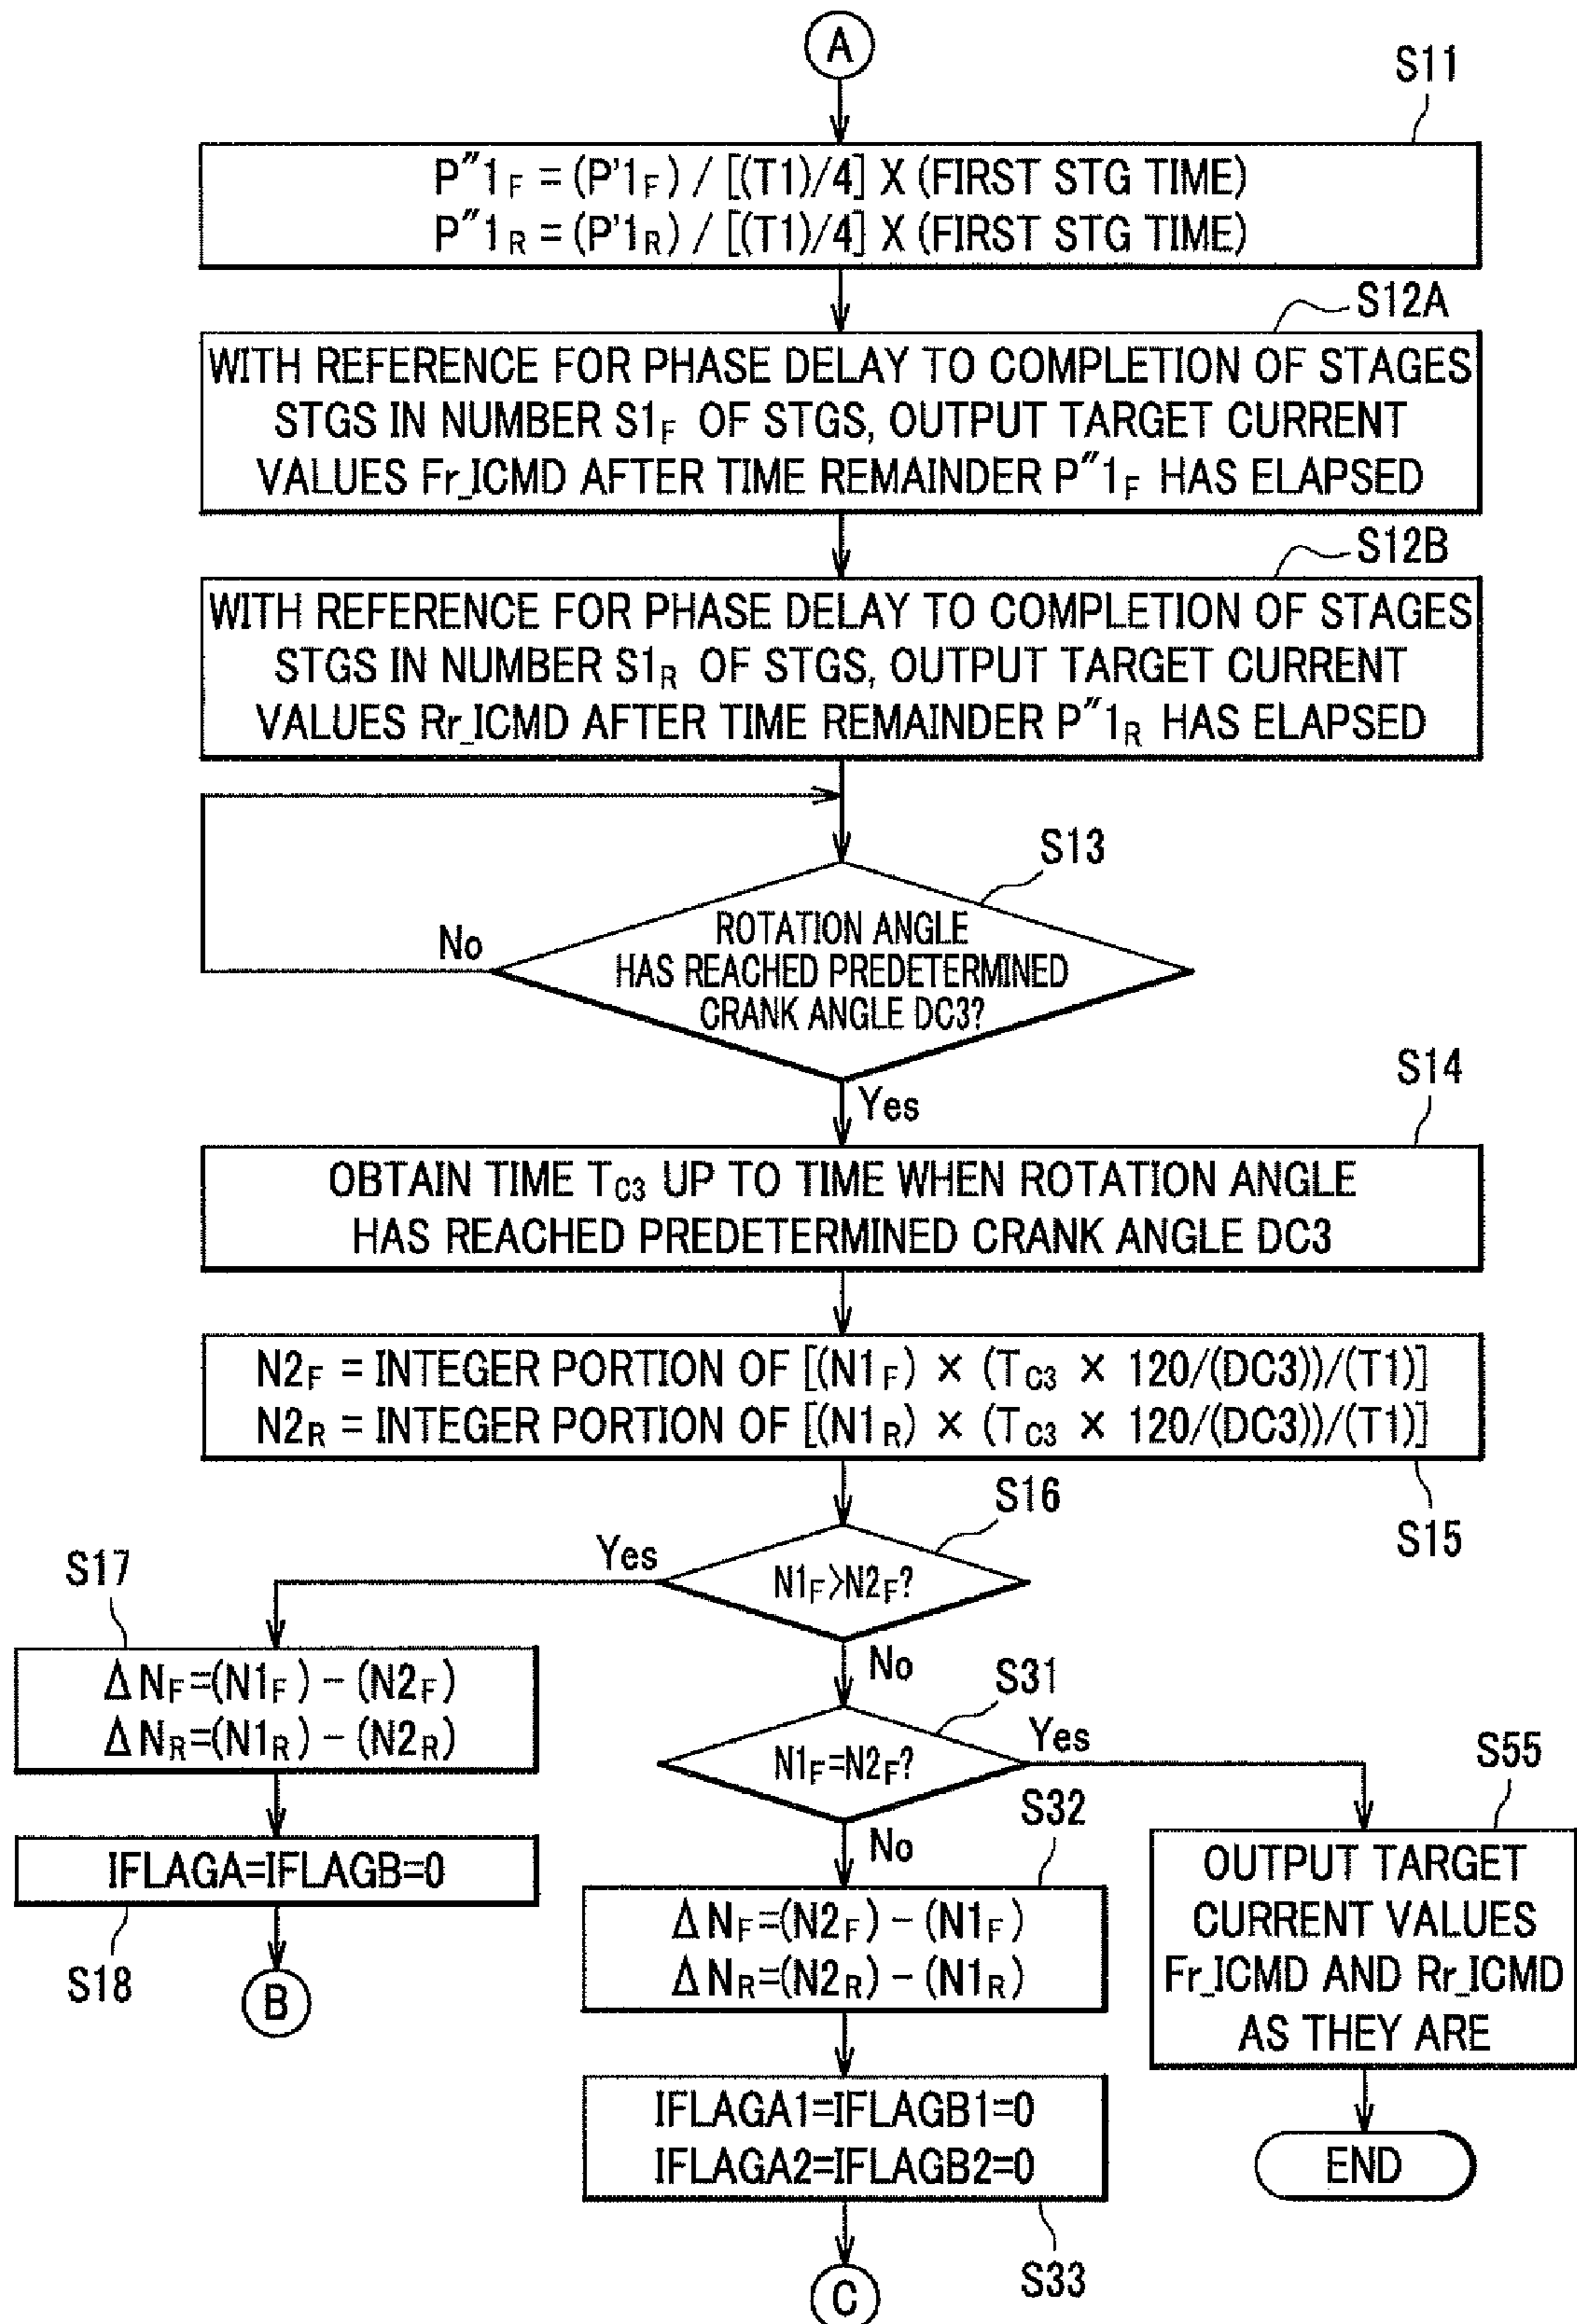 A
S11
P"1F = (P'1F) / [(T1)/4] X (FIRST STG TIME)
P"1R = (P'1R) / [(T1)/4] X (FIRST STG TIME)
S12A
WITH REFERENCE FOR PHASE DELAY TO COMPLETION OF STAGES
STGS IN NUMBER S1F OF STGS, OUTPUT TARGET CURRENT
VALUES Fr_ICMD AFTER TIME REMAINDER P"1F HAS ELAPSED
S12B
WITH REFERENCE FOR PHASE DELAY TO COMPLETION OF STAGES
STGS IN NUMBER S1R OF STGS, OUTPUT TARGET CURRENT
VALUES Rr_ICMD AFTER TIME REMAINDER P"1R HAS ELAPSED
S13
No
ROTATION ANGLE
HAS REACHED PREDETERMINED
CRANK ANGLE DC3?
Yes
S14
OBTAIN TIME TC3 UP TO TIME WHEN ROTATION ANGLE
HAS REACHED PREDETERMINED CRANK ANGLE DC3
N2F = INTEGER PORTION OF [(N1F) × (TC3 × 120/(DC3))/(T1)]
N2R = INTEGER PORTION OF [(N1R) × (TC3 × 120/(DC3))/(T1)]
S15
S16
Yes
N1F>N2F?
No
S17
ΔNF=(N1F)-(N2F)
ΔNR=(N1R)-(N2R)
IFLAGA=IFLAGB=0
S18
B
S31
N1F=N2F?
Yes
No
S32
ΔNF=(N2F)-(N1F)
ΔNR=(N2R)-(N1R)
IFLAGA1=IFLAGB1=0
IFLAGA2=IFLAGB2=0
S33
C
S55
OUTPUT TARGET
CURRENT VALUES
Fr_ICMD AND Rr_ICMD
AS THEY ARE
END